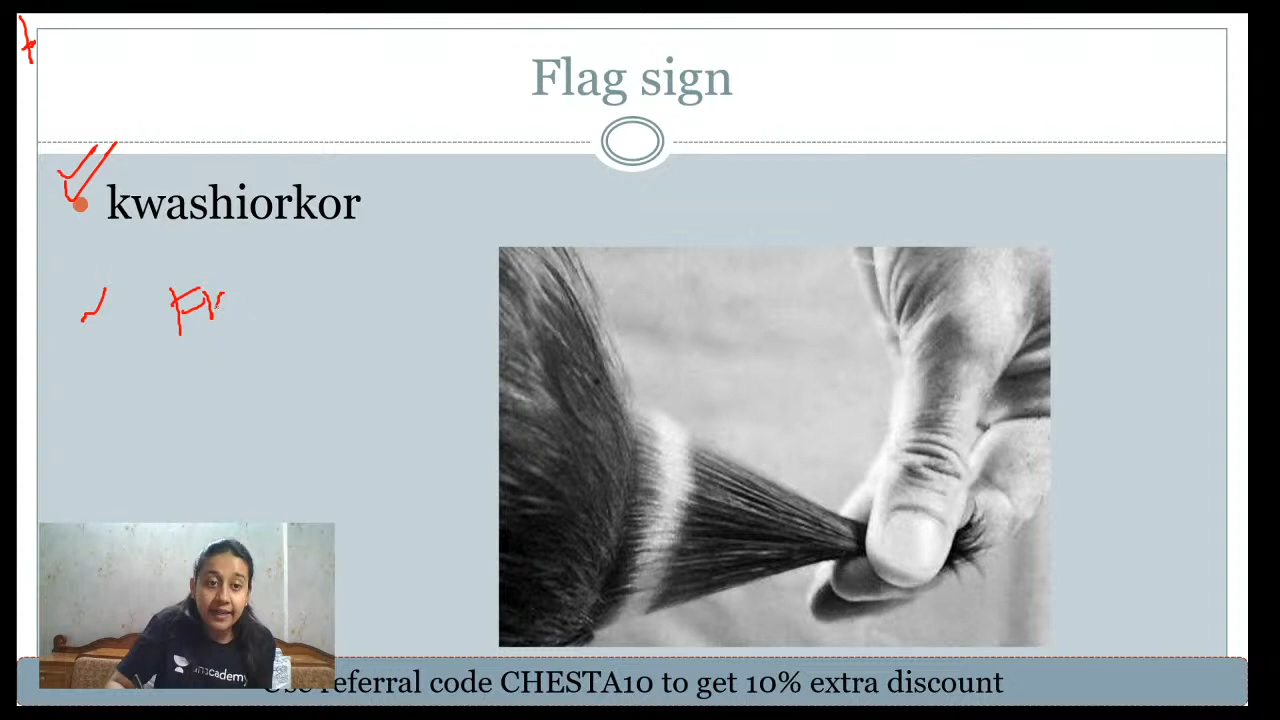 Flag sign
kwashiorkor
referral code CHESTA10 to get 10% extra discount